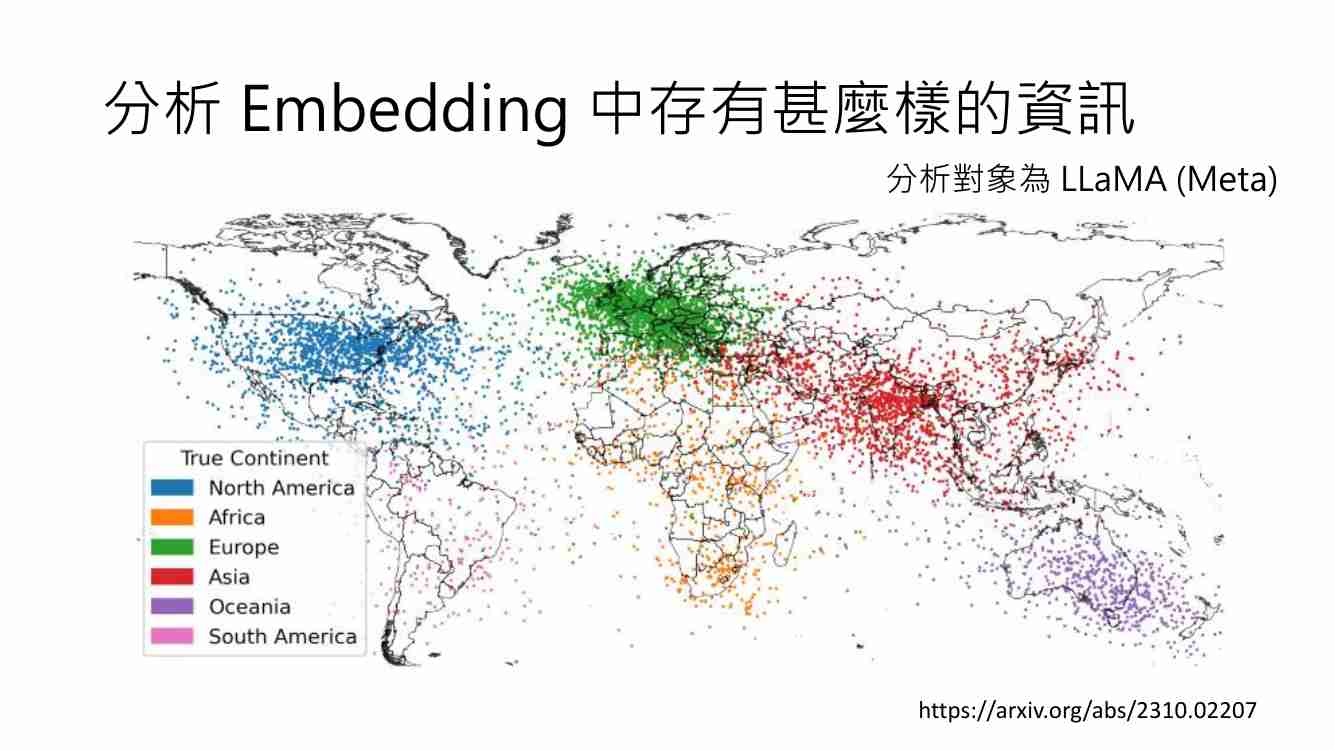 分析 Embedding 中存有甚麼樣的資訊
分析對象為 LLaMA (Meta)
True Continent
North America
Africa
Europe
Asia
Oceania
South America
https://arxiv.org/abs/2310.02207